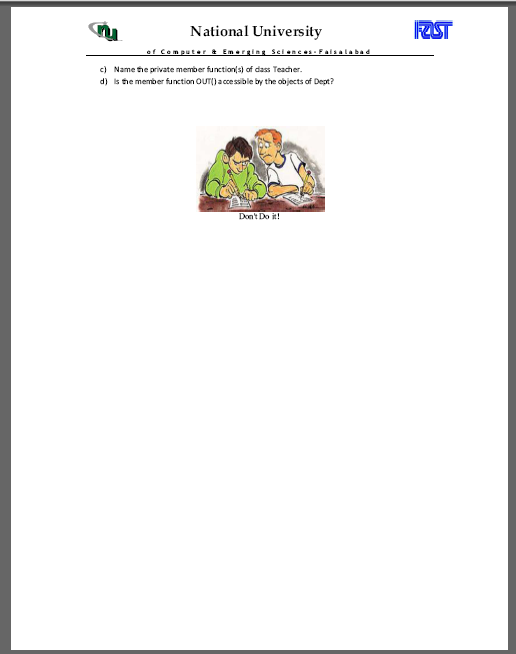 nu
National University
FAST
of Computer & Emerging Sciences-Faisalabad
c) Name the private member function(s) of class Teacher.
d) Is the member function OUT() accessible by the objects of Dept?
Don't Do it!